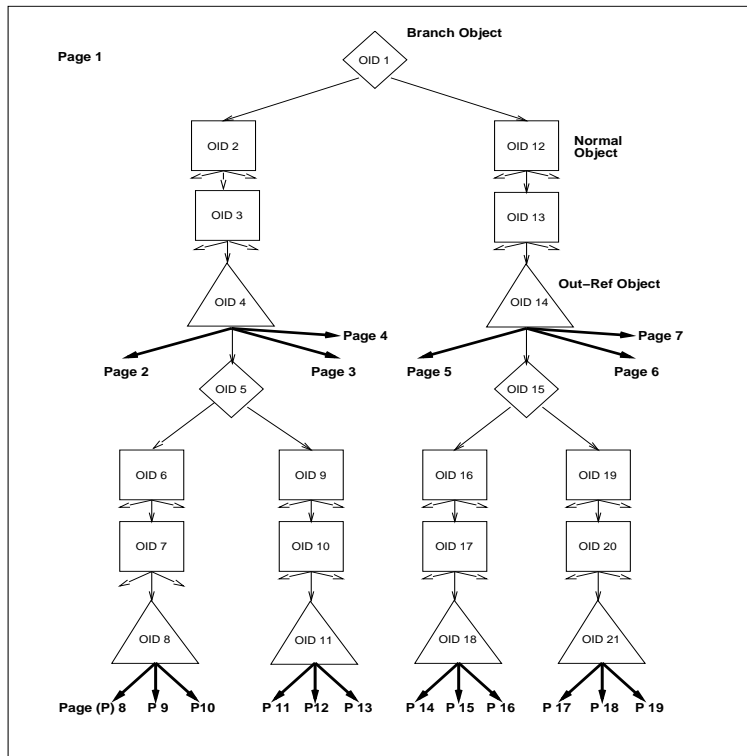 Branch Object
Page 1
OID 1
OID 2
OID 12
Normal
Object
OID 3
OID 13
OID 4
OID 14
Out−Ref Object
Page 4
Page 7
Page 2
Page 3
Page 5
Page 6
OID 5
OID 15
OID 6
OID 9
OID 16
OID 19
OID 7
OID 10
OID 17
OID 20
OID 8
OID 11
OID 18
OID 21
Page (P) 8 P 9 P10 P 11 P12 P 13 P 14 P 15 P 16 P 17 P 18 P 19